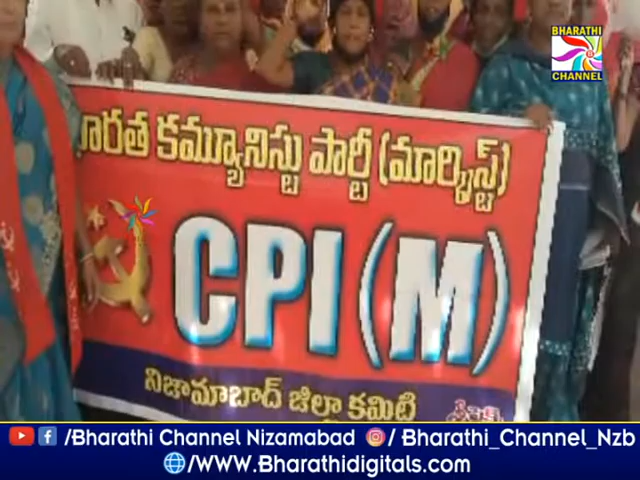 BHARATHI
CHANNEL
భారత కమ్యూనిస్టు పార్టీ (మార్క్సిస్ట్)
CPI (M)
నిజామాబాద్ జిల్లా కమిటి
/Bharathi Channel Nizamabad / Bharathi_Channel_Nzb
/WWW.Bharathidigitals.com